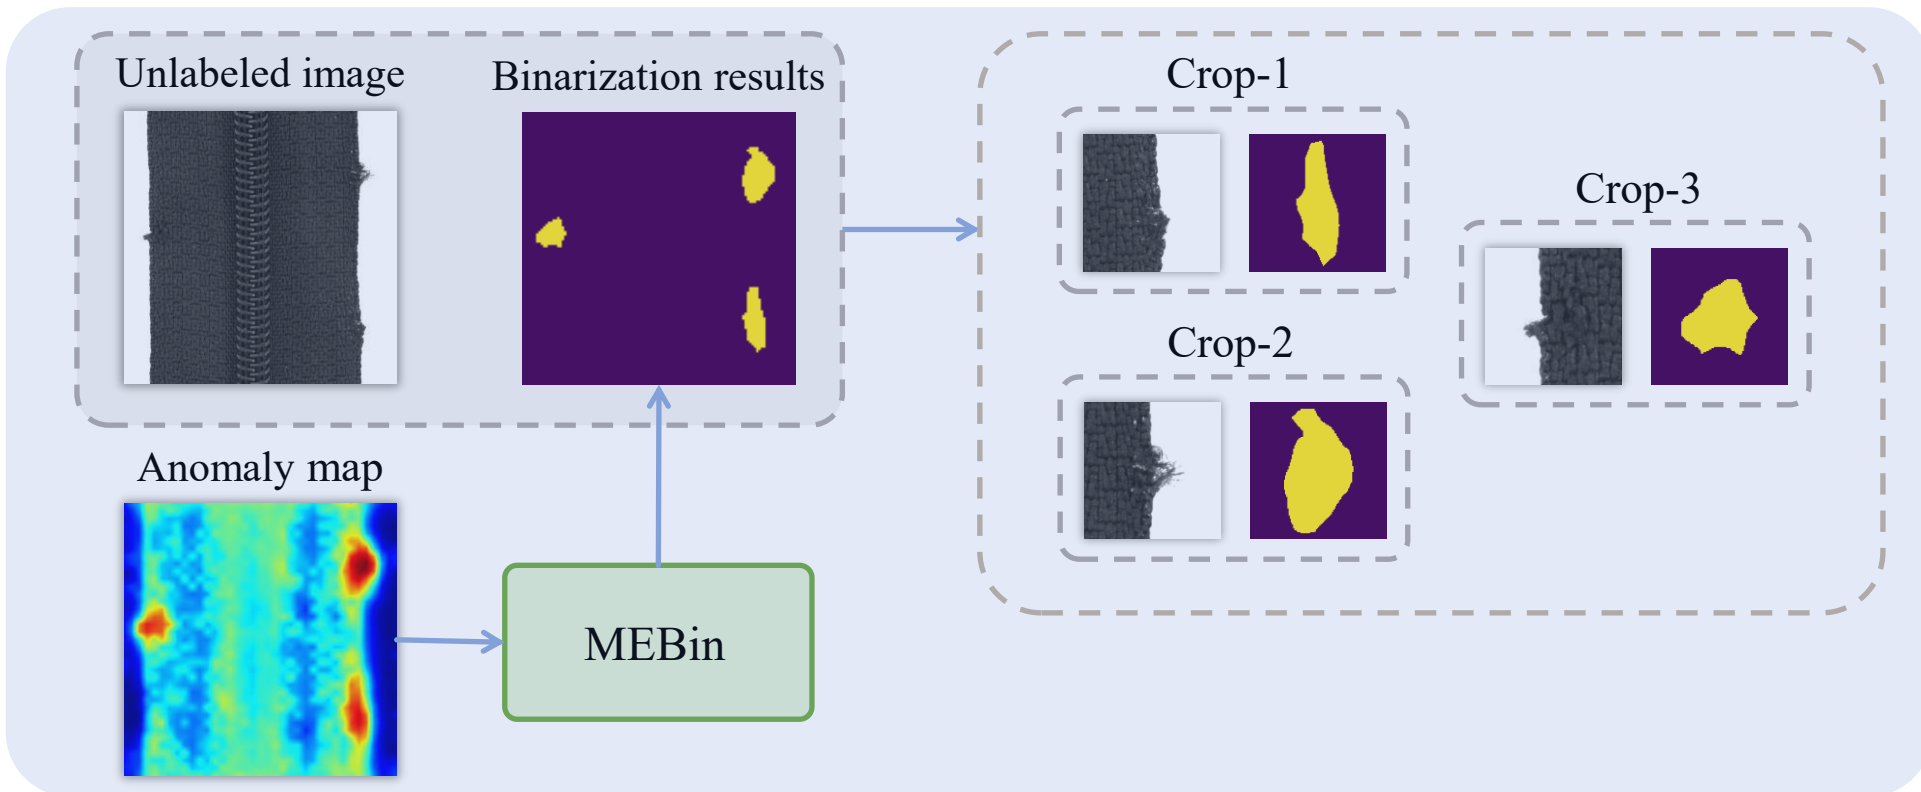 Unlabeled image
Binarization results
Anomaly map
MEBin
Crop-1
Crop-2
Crop-3